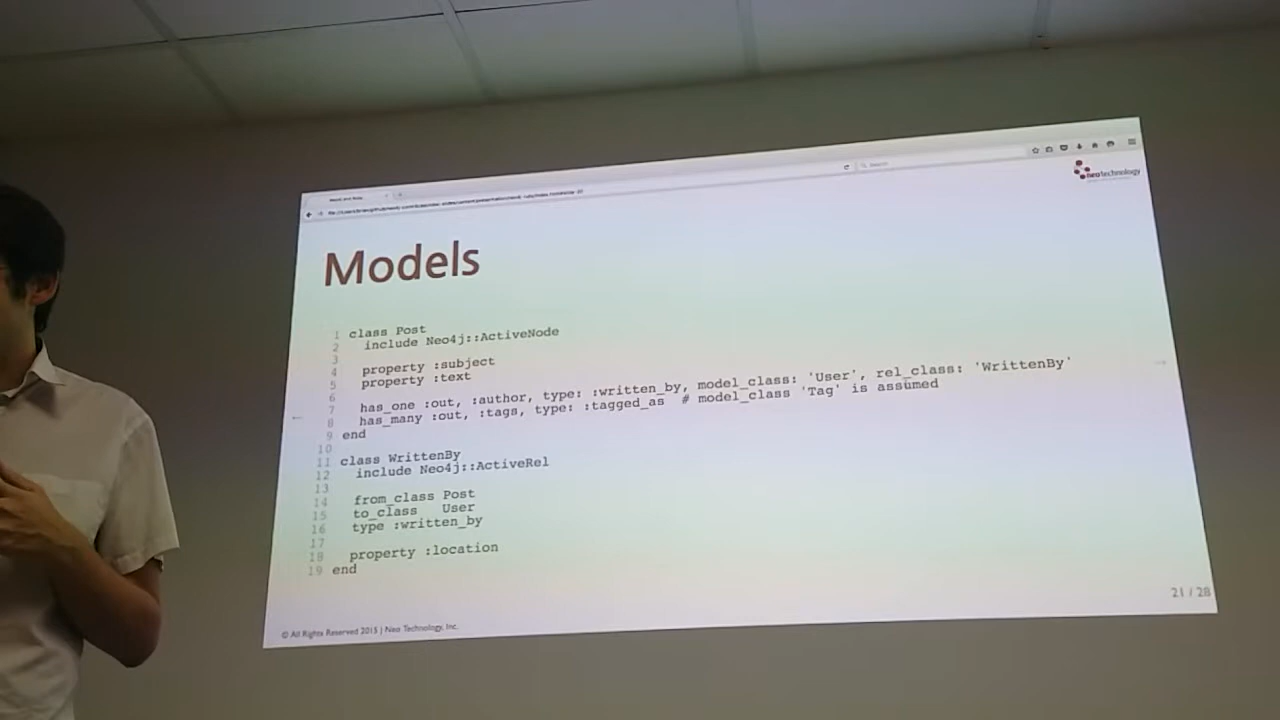 Search
neotechnology
Models
1 class Post
2 include Neo4j::ActiveNode
3
4 property :subject
5 property :text
6
7 has_one :out, :author, type: :written_by, model_class: 'User', rel_class: 'WrittenBy'
8 has_many :out, :tags, type: :tagged_as # model_class 'Tag' is assumed
9 end
10
11 class WrittenBy
12 include Neo4j::ActiveRel
13
14 from_class Post
15 to_class User
16 type :written_by
17
18 property :location
19 end
21 / 28
© All Rights Reserved 2015 | Neo Technology, Inc.